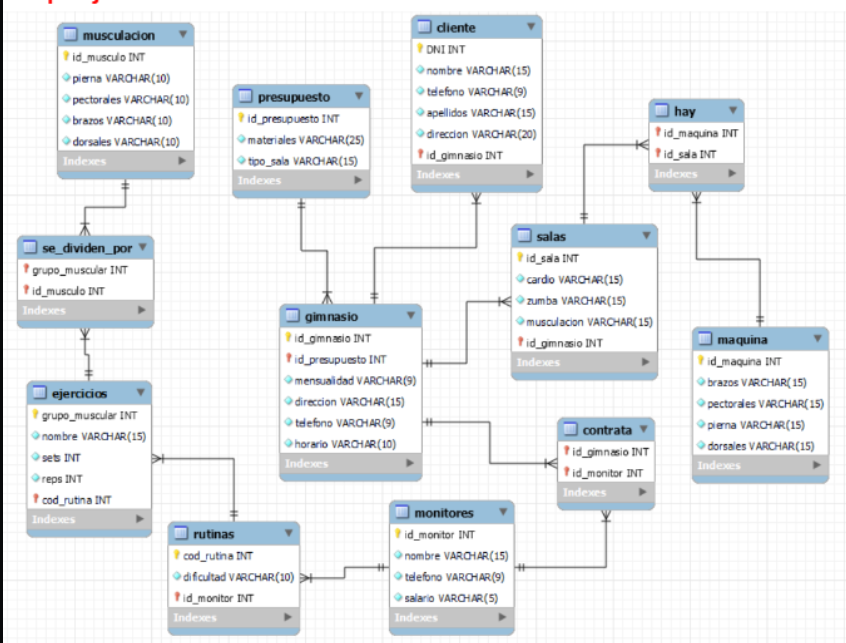 musculacion
id_musculo INT
pierna VARCHAR(10)
pectorales VARCHAR(10)
brazos VARCHAR(10)
dorsales VARCHAR(10)
Indexes
presupuesto
id_presupuesto INT
materiales VARCHAR(25)
tipo_sala VARCHAR(15)
Indexes
cliente
DNI INT
nombre VARCHAR(15)
telefono VARCHAR(9)
apellidos VARCHAR(15)
direccion VARCHAR(20)
id_gimnasio INT
Indexes
hay
id_maquina INT
id_sala INT
Indexes
se_dividen_por
grupo_muscular INT
id_musculo INT
Indexes
gimnasio
id_gimnasio INT
id_presupuesto INT
mensualidad VARCHAR(9)
direccion VARCHAR(15)
telefono VARCHAR(9)
horario VARCHAR(10)
Indexes
salas
id_sala INT
cardio VARCHAR(15)
zumba VARCHAR(15)
musculacion VARCHAR(15)
id_gimnasio INT
Indexes
maquina
id_maquina INT
brazos VARCHAR(15)
pectorales VARCHAR(15)
pierna VARCHAR(15)
dorsales VARCHAR(15)
Indexes
ejercicios
grupo_muscular INT
nombre VARCHAR(15)
sets INT
reps INT
cod_rutina INT
Indexes
contrata
id_gimnasio INT
id_monitor INT
Indexes
rutinas
cod_rutina INT
dificultad VARCHAR(10)
id_monitor INT
Indexes
monitores
id_monitor INT
nombre VARCHAR(15)
telefono VARCHAR(9)
salario VARCHAR(5)
Indexes